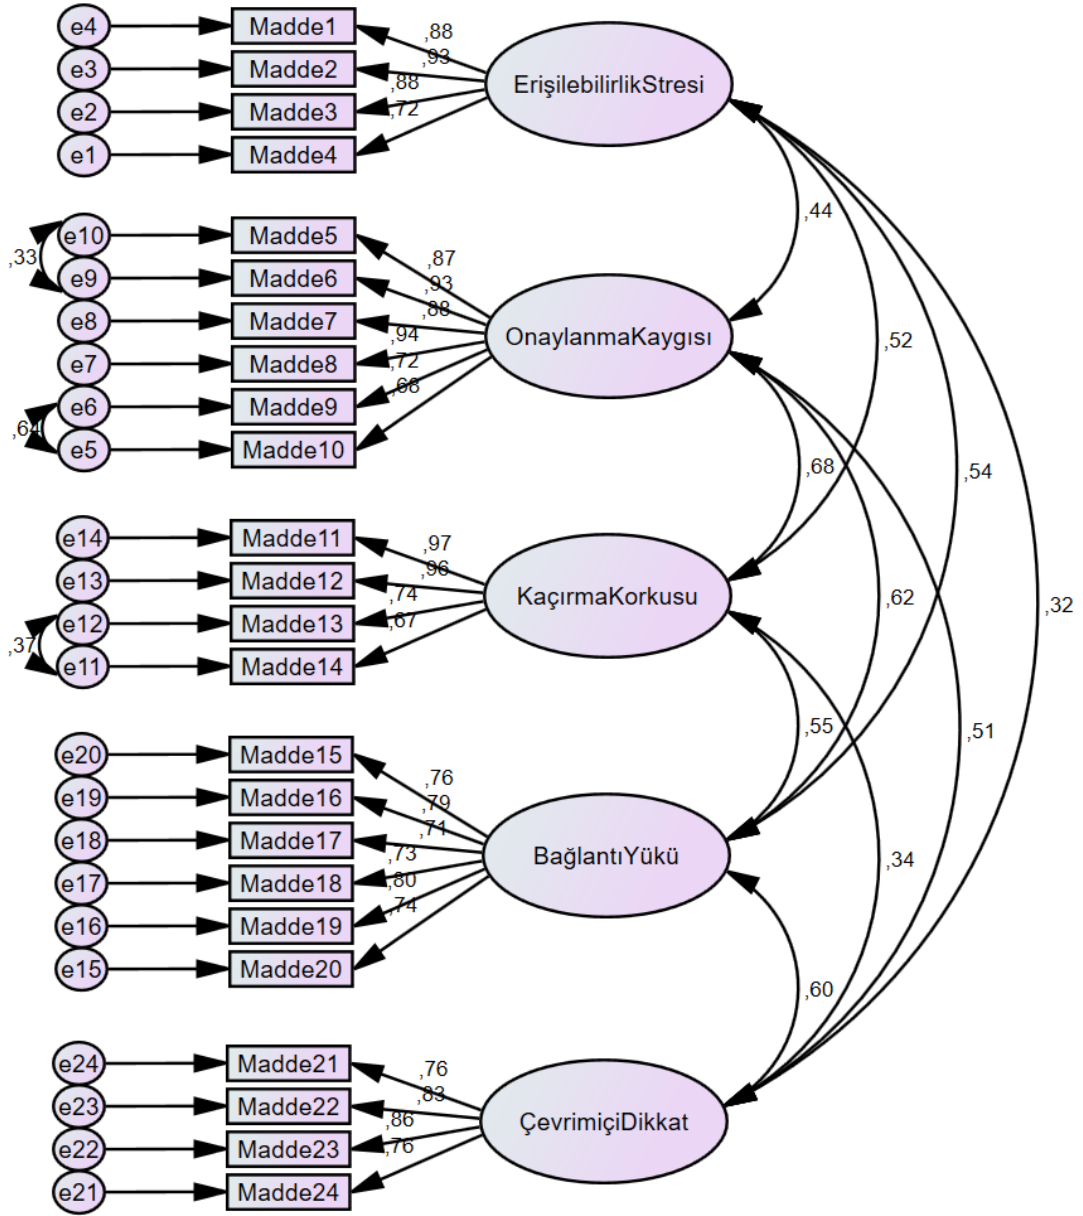 e4 Madde1 ,88
e3 Madde2 ,93 ErişilebilirlikStresi
e2 Madde3 ,88
e1 Madde4 ,72
,44
e10 Madde5 ,87
,33
e9 Madde6 ,93
e8 Madde7 ,88 OnaylanmaKaygısı ,52
e7 Madde8 ,94
e6 Madde9 ,72
,64
e5 Madde10 ,68
,68 ,54
e14 Madde11 ,97
e13 Madde12 ,96 KaçırmaKorkusu ,62 ,32
e12 Madde13 ,74
,37
e11 Madde14 ,67
,55 ,51
e20 Madde15 ,76
e19 Madde16 ,79
e18 Madde17 ,71 BağlantıYükü ,34
e17 Madde18 ,73
e16 Madde19 ,80
e15 Madde20 ,74
,60
e24 Madde21 ,76
e23 Madde22 ,83 ÇevrimiçiDikkat
e22 Madde23 ,86
e21 Madde24 ,76